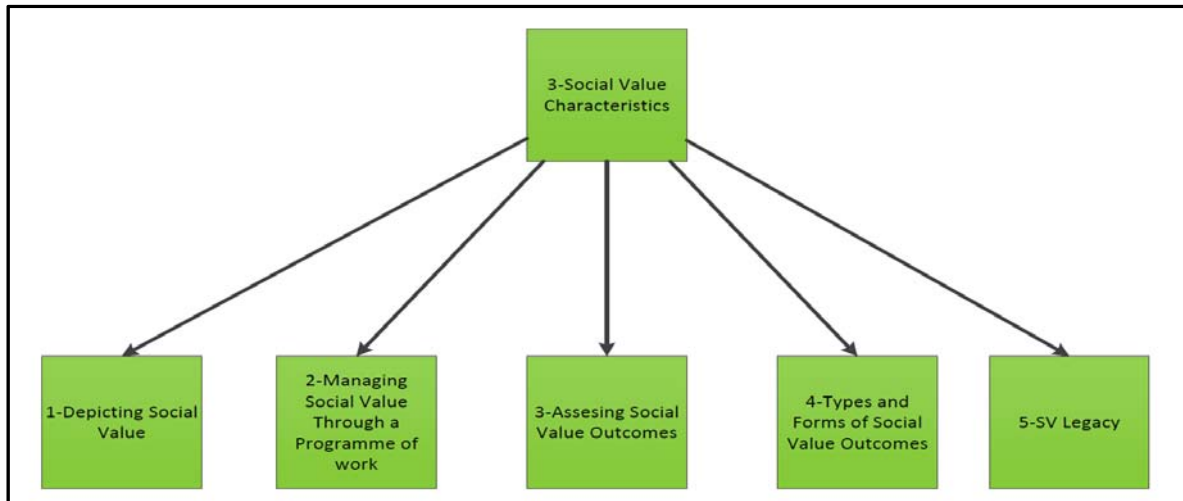 3-Social Value
Characteristics
1-Depicting Social
Value
2-Managing
Social Value
Through a
Programme of
work
3-Assesing Social
Value Outcomes
4-Types and
Forms of Social
Value Outcomes
5-SV Legacy